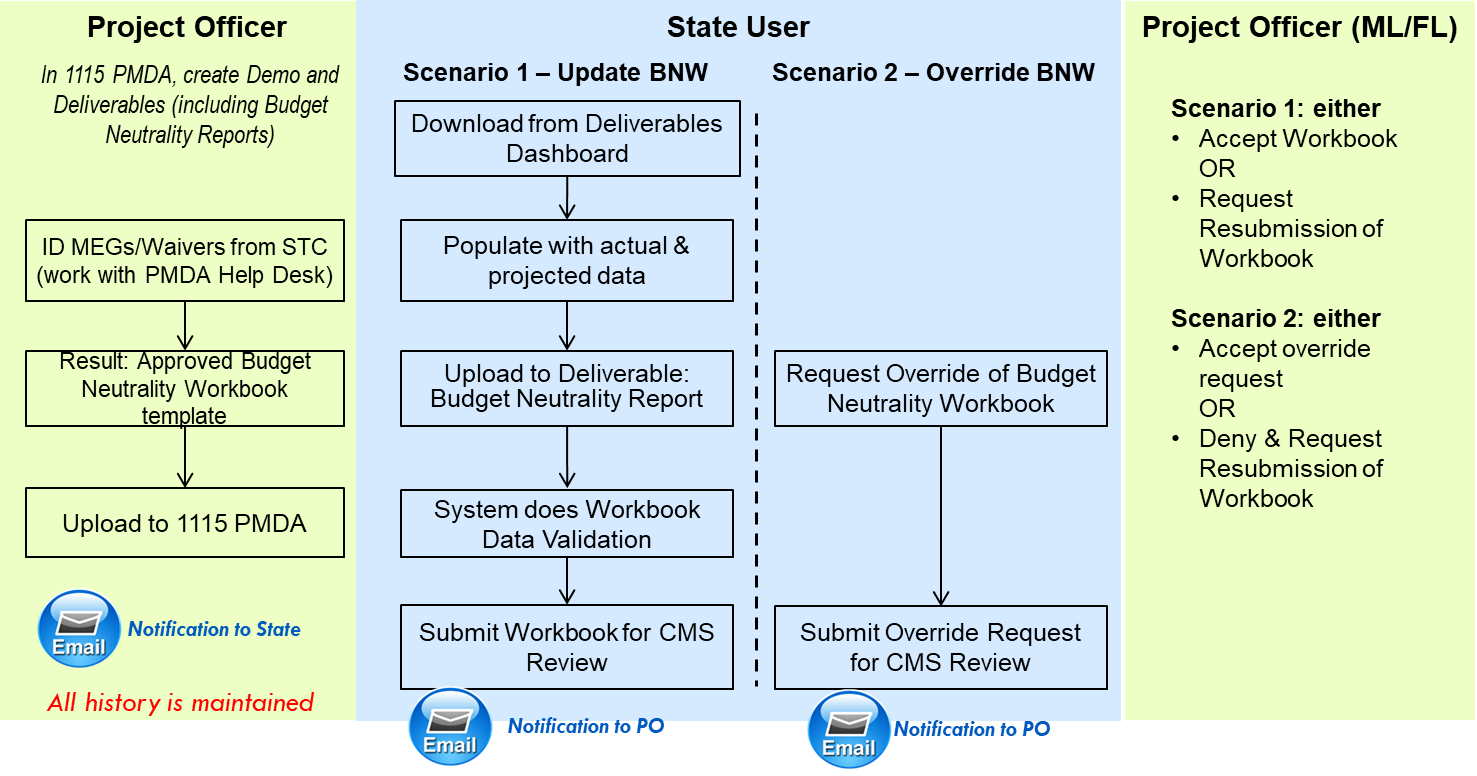 Project Officer
In 1115 PMDA, create Demo and
Deliverables (including Budget
Neutrality Reports)
ID MEGs/Waivers from STC
(work with PMDA Help Desk)
Result: Approved Budget
Neutrality Workbook
template
Upload to 1115 PMDA
Email
Notification to State
All history is maintained
State User
Scenario 1 – Update BNW
Download from Deliverables
Dashboard
Populate with actual &
projected data
Upload to Deliverable:
Budget Neutrality Report
System does Workbook
Data Validation
Submit Workbook for CMS
Review
Email
Notification to PO
Scenario 2 – Override BNW
Request Override of Budget
Neutrality Workbook
Submit Override Request
for CMS Review
Email
Notification to PO
Project Officer (ML/FL)
Scenario 1: either
• Accept Workbook
OR
• Request
Resubmission of
Workbook
Scenario 2: either
• Accept override
request
OR
• Deny & Request
Resubmission of
Workbook